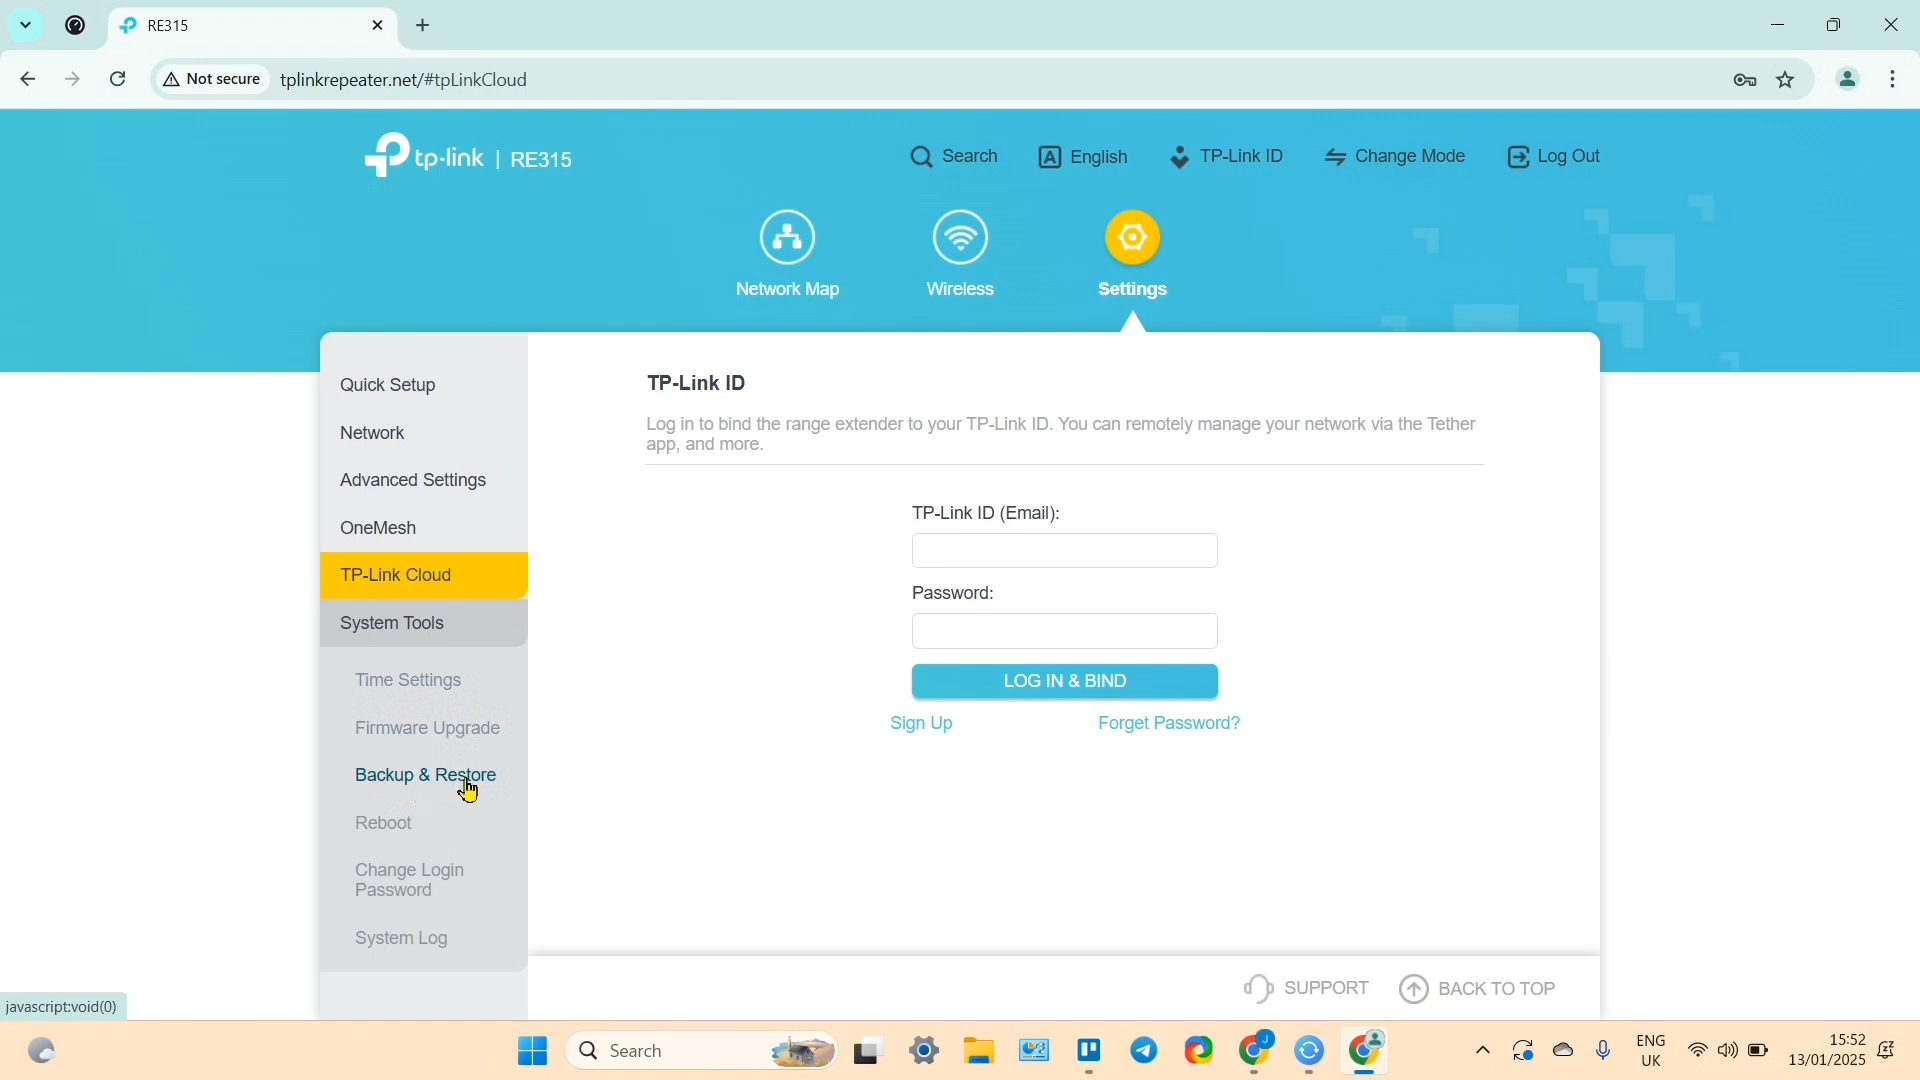 RE315
Not secure
tplinkrepeater.net/#tpLinkCloud
tp-link | RE315
Search
English
TP-Link ID
Change Mode
Log Out
Network Map
Wireless
Settings
Quick Setup
Network
Advanced Settings
OneMesh
TP-Link Cloud
System Tools
Time Settings
Firmware Upgrade
Backup & Restore
Reboot
Change Login
Password
System Log
TP-Link ID
Log in to bind the range extender to your TP-Link ID. You can remotely manage your network via the Tether
app, and more.
TP-Link ID (Email):
Password:
LOG IN & BIND
Sign Up
Forget Password?
SUPPORT
BACK TO TOP
javascript:void(0)
Search
J
ENG
UK
15:52
13/01/2025